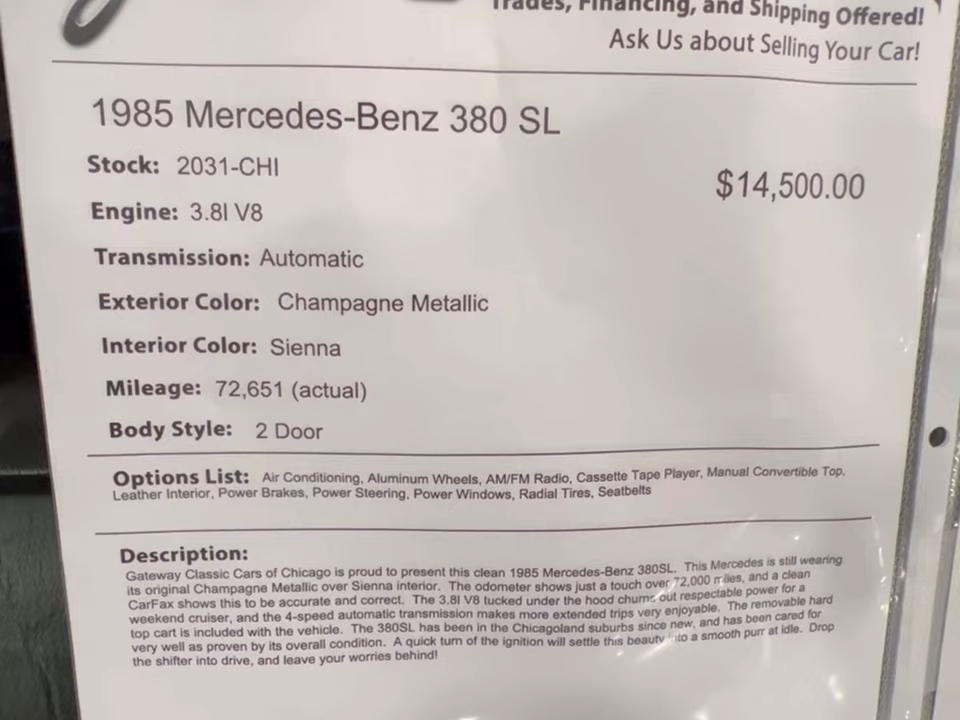 Trades, Financing, and Shipping Offered!
Ask Us about Selling Your Car!
1985 Mercedes-Benz 380 SL
Stock: 2031-CHI
$14,500.00
Engine: 3.8l V8
Transmission: Automatic
Exterior Color: Champagne Metallic
Interior Color: Sienna
Mileage: 72,651 (actual)
Body Style: 2 Door
Options List: Air Conditioning, Aluminum Wheels, AM/FM Radio, Cassette Tape Player, Manual Convertible Top,
Leather Interior, Power Brakes, Power Steering, Power Windows, Radial Tires, Seatbelts
Description:
Gateway Classic Cars of Chicago is proud to present this clean 1985 Mercedes-Benz 380SL. This Mercedes is still wearing
its original Champagne Metallic over Sienna interior. The odometer shows just a touch over 72,000 miles, and a clean
CarFax shows this to be accurate and correct. The 3.8l V8 tucked under the hood churns out respectable power for a
weekend cruiser, and the 4-speed automatic transmission makes more extended trips very enjoyable. The removable hard
top cart is included with the vehicle. The 380SL has been in the Chicagoland suburbs since new, and has been cared for
very well as proven by its overall condition. A quick turn of the ignition will settle this beauty into a smooth purr at idle. Drop
the shifter into drive, and leave your worries behind!